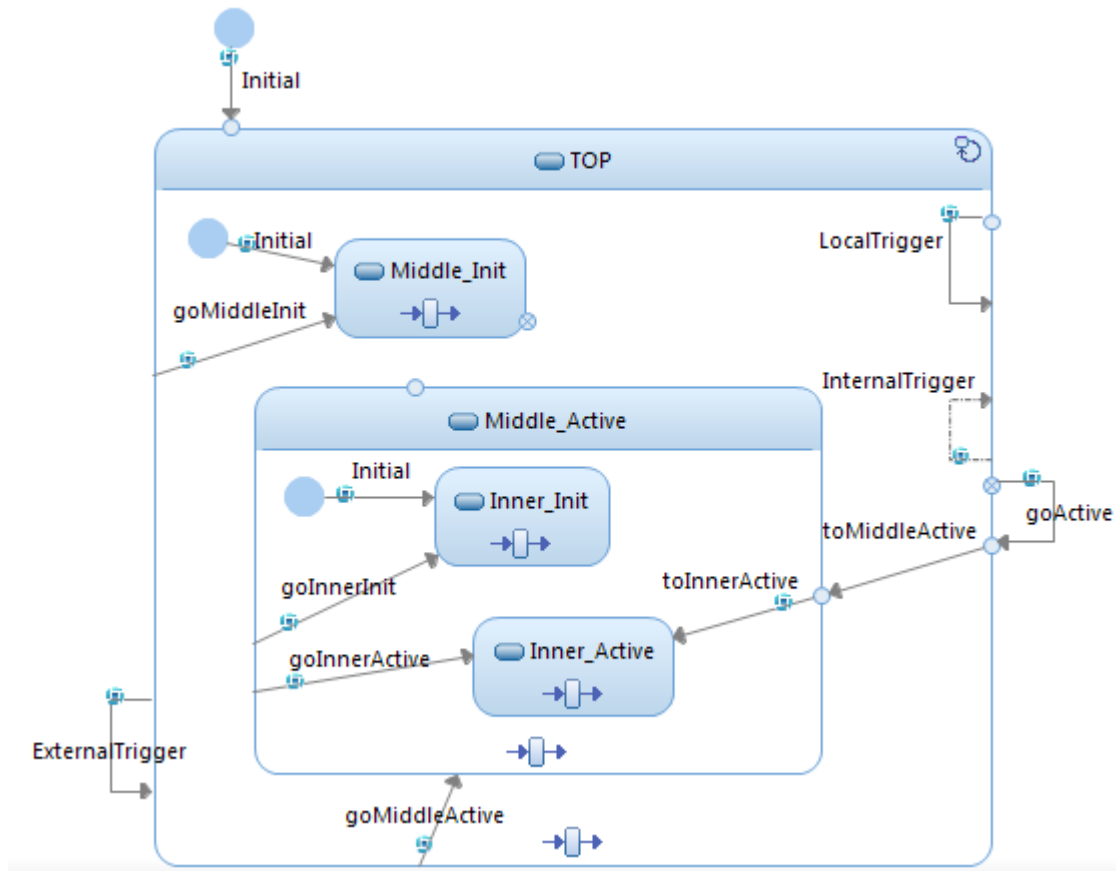 Initial
TOP
Initial
LocalTrigger
Middle_Init
goMiddleInit
InternalTrigger
Middle_Active
Initial
Inner_Init
goActive
toMiddleActive
toInnerActive
goInnerInit
Inner_Active
goInnerActive
ExternalTrigger
goMiddleActive